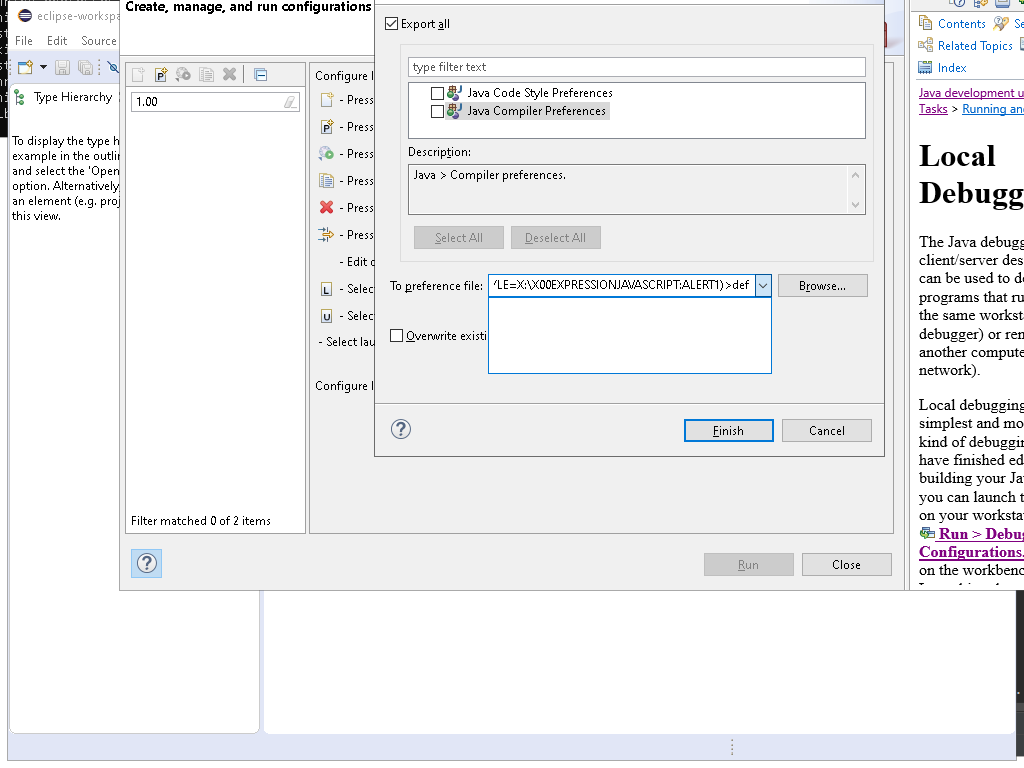 eclipse-workspa
File Edit Source
Type Hierarchy
To display the type h
example in the outlin
and select the 'Open
option. Alternatively
an element (e.g. proj
this view.
Create, manage, and run configurations
1.00
Filter matched 0 of 2 items
Configure l
- Press
- Press
- Press
- Press
- Press
- Press
- Edit o
L - Selec
U - Selec
- Select lau
Configure l
Run
Close
Export all
type filter text
Java Code Style Preferences
Java Compiler Preferences
Description:
Java > Compiler preferences.
Select All
Deselect All
To preference file:
LE=X:\X00EXPRESSIONJAVASCRIPT:ALERT1)>def
Browse...
Overwrite existi
Finish
Cancel
Contents Se
Related Topics
Index
Java development u
Tasks > Running and
Local
Debugg
The Java debugg
client/server des
can be used to de
programs that ru
the same worksta
debugger) or rem
another compute
network).
Local debugging
simplest and mo
kind of debuggin
have finished ed
building your Jav
you can launch t
on your worksta
Run > Debug
Configurations.
on the workbenc